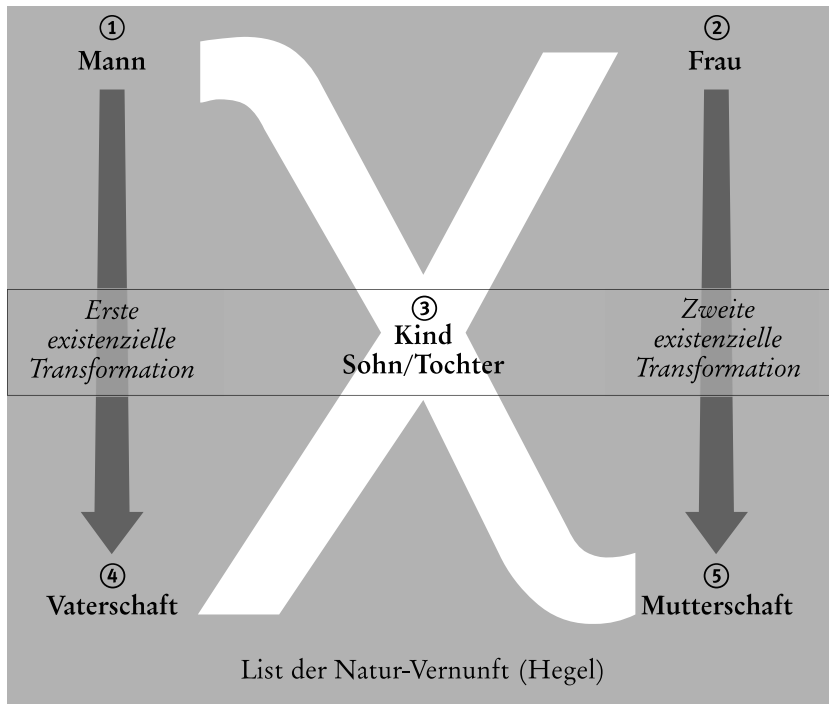 ①
Mann
②
Frau
Erste
existenzielle
Transformation
③
Kind
Sohn/Tochter
Zweite
existenzielle
Transformation
④
Vaterschaft
⑤
Mutterschaft
List der Natur-Vernunft (Hegel)